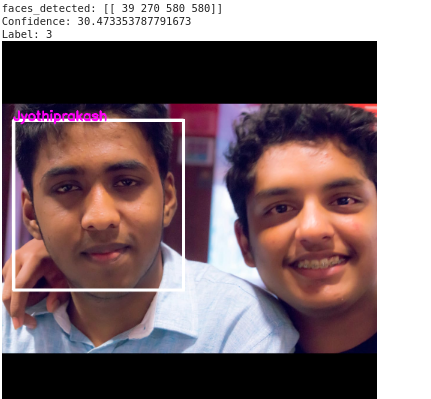 faces_detected: [[ 39 270 580 580]]
Confidence: 30.473353787791673
Label: 3
Jyothiprakash